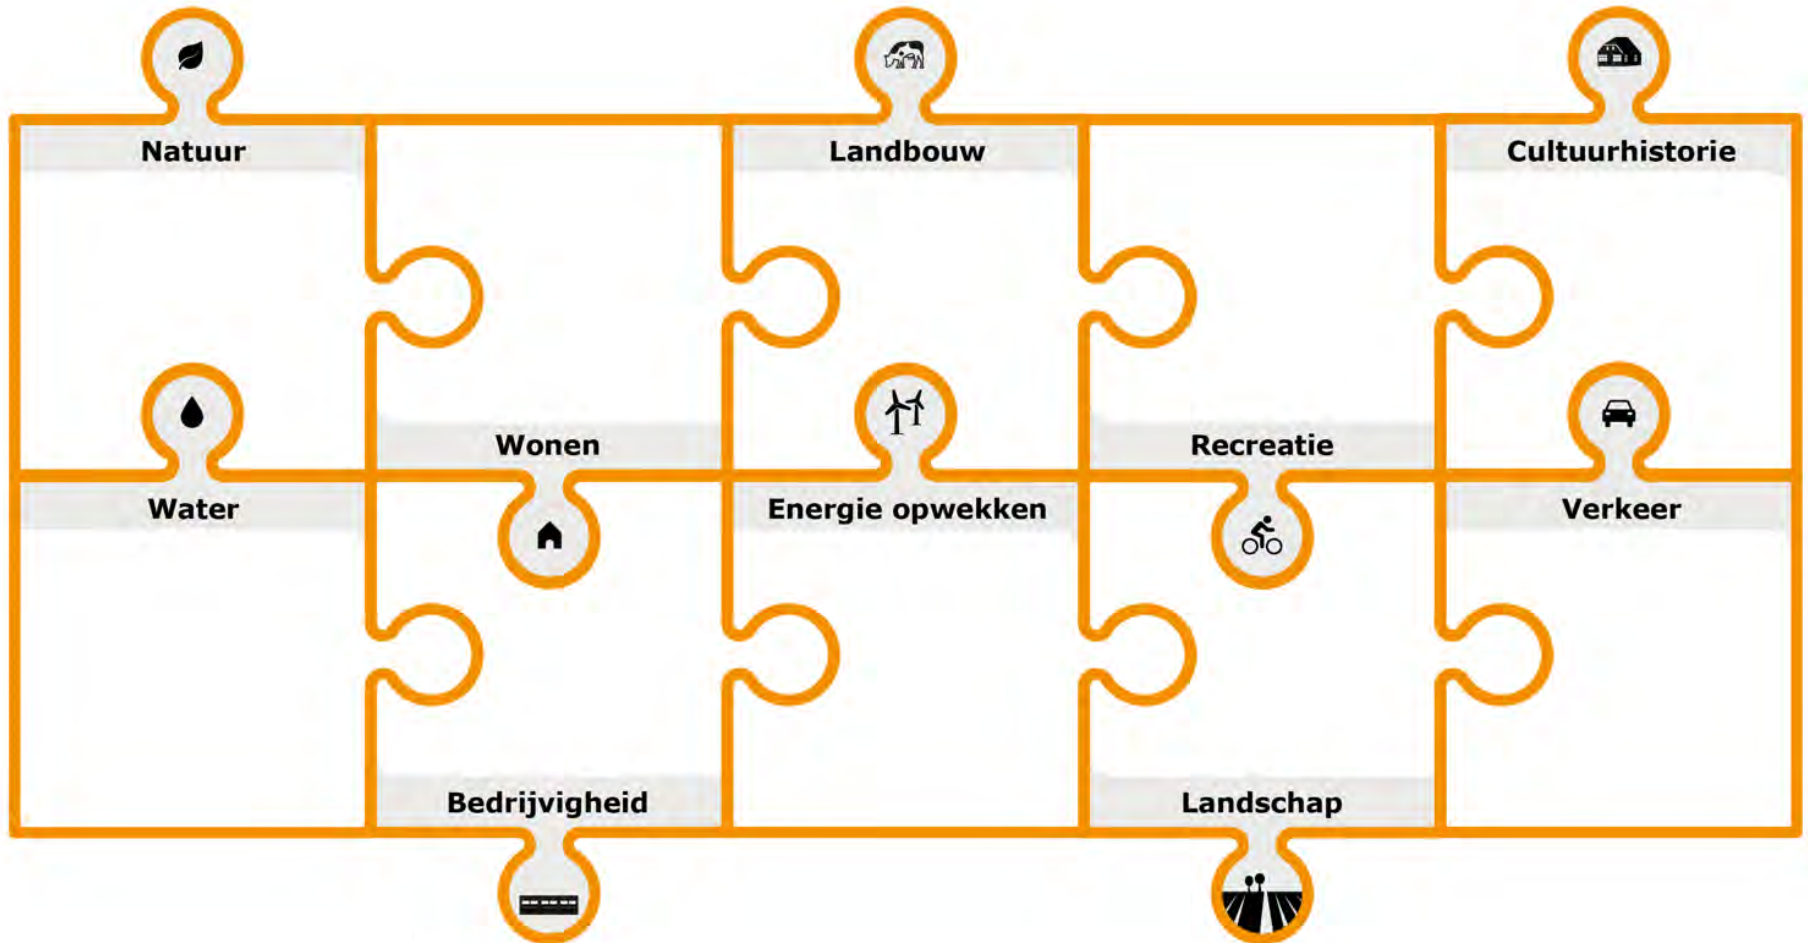 Natuur
Landbouw
Cultuurhistorie
Wonen
Recreatie
Water
Energie opwekken
Verkeer
Bedrijvigheid
Landschap